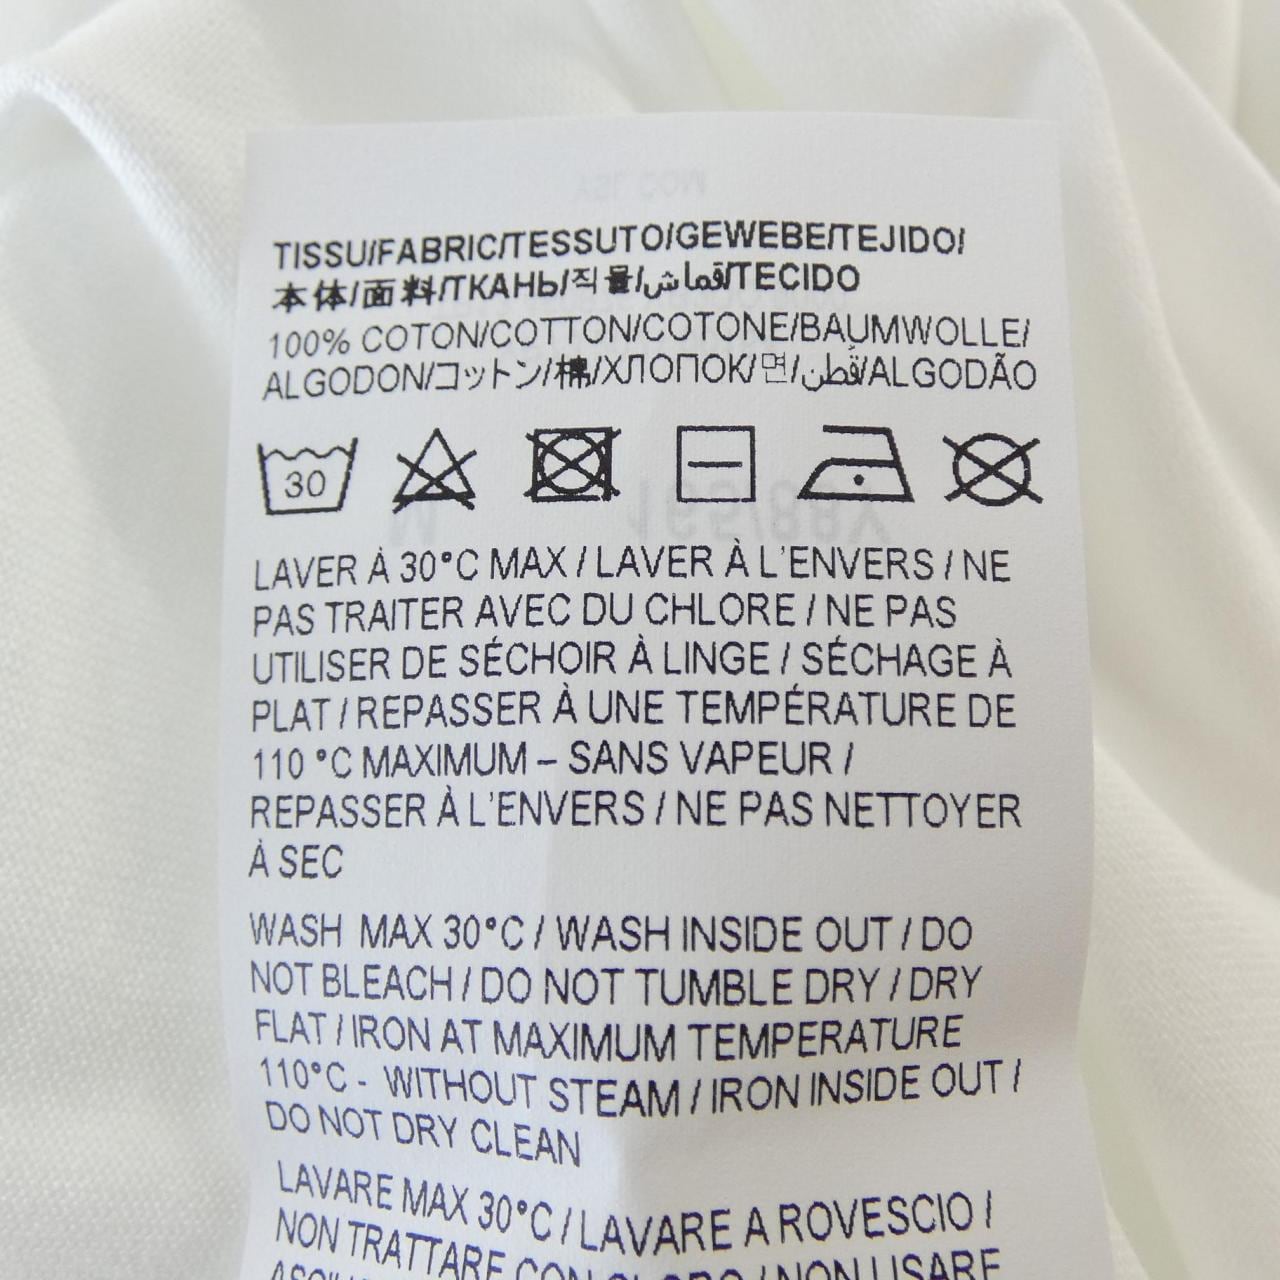 TISSU/FABRIC/TESSUTO/GEWEBE/TEJIDO/
本体/面料/ТКАНЬ/직물/قماش/TECIDO
100% COTON/COTTON/COTONE/BAUMWOLLE/
ALGODON/コットン/棉/ХЛОПОК/면/قُطن/ALGODÃO
30
LAVER À 30°C MAX / LAVER À L'ENVERS / NE
PAS TRAITER AVEC DU CHLORE / NE PAS
UTILISER DE SÉCHOIR À LINGE / SÉCHAGE À
PLAT / REPASSER À UNE TEMPÉRATURE DE
110 °C MAXIMUM – SANS VAPEUR /
REPASSER À L'ENVERS / NE PAS NETTOYER
À SEC
WASH MAX 30°C / WASH INSIDE OUT / DO
NOT BLEACH / DO NOT TUMBLE DRY / DRY
FLAT / IRON AT MAXIMUM TEMPERATURE
110°C - WITHOUT STEAM / IRON INSIDE OUT /
DO NOT DRY CLEAN
LAVARE MAX 30°C / LAVARE A ROVESCIO /
NON TRATTARE CON CLORO / NON USARE